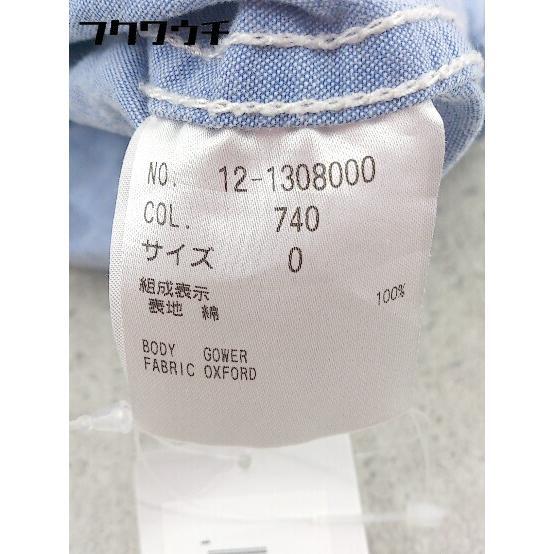 フクワウチ
NO. 12-1308000
COL. 740
サイズ 0
組成表示
表地 綿 100%
BODY GOWER
FABRIC OXFORD